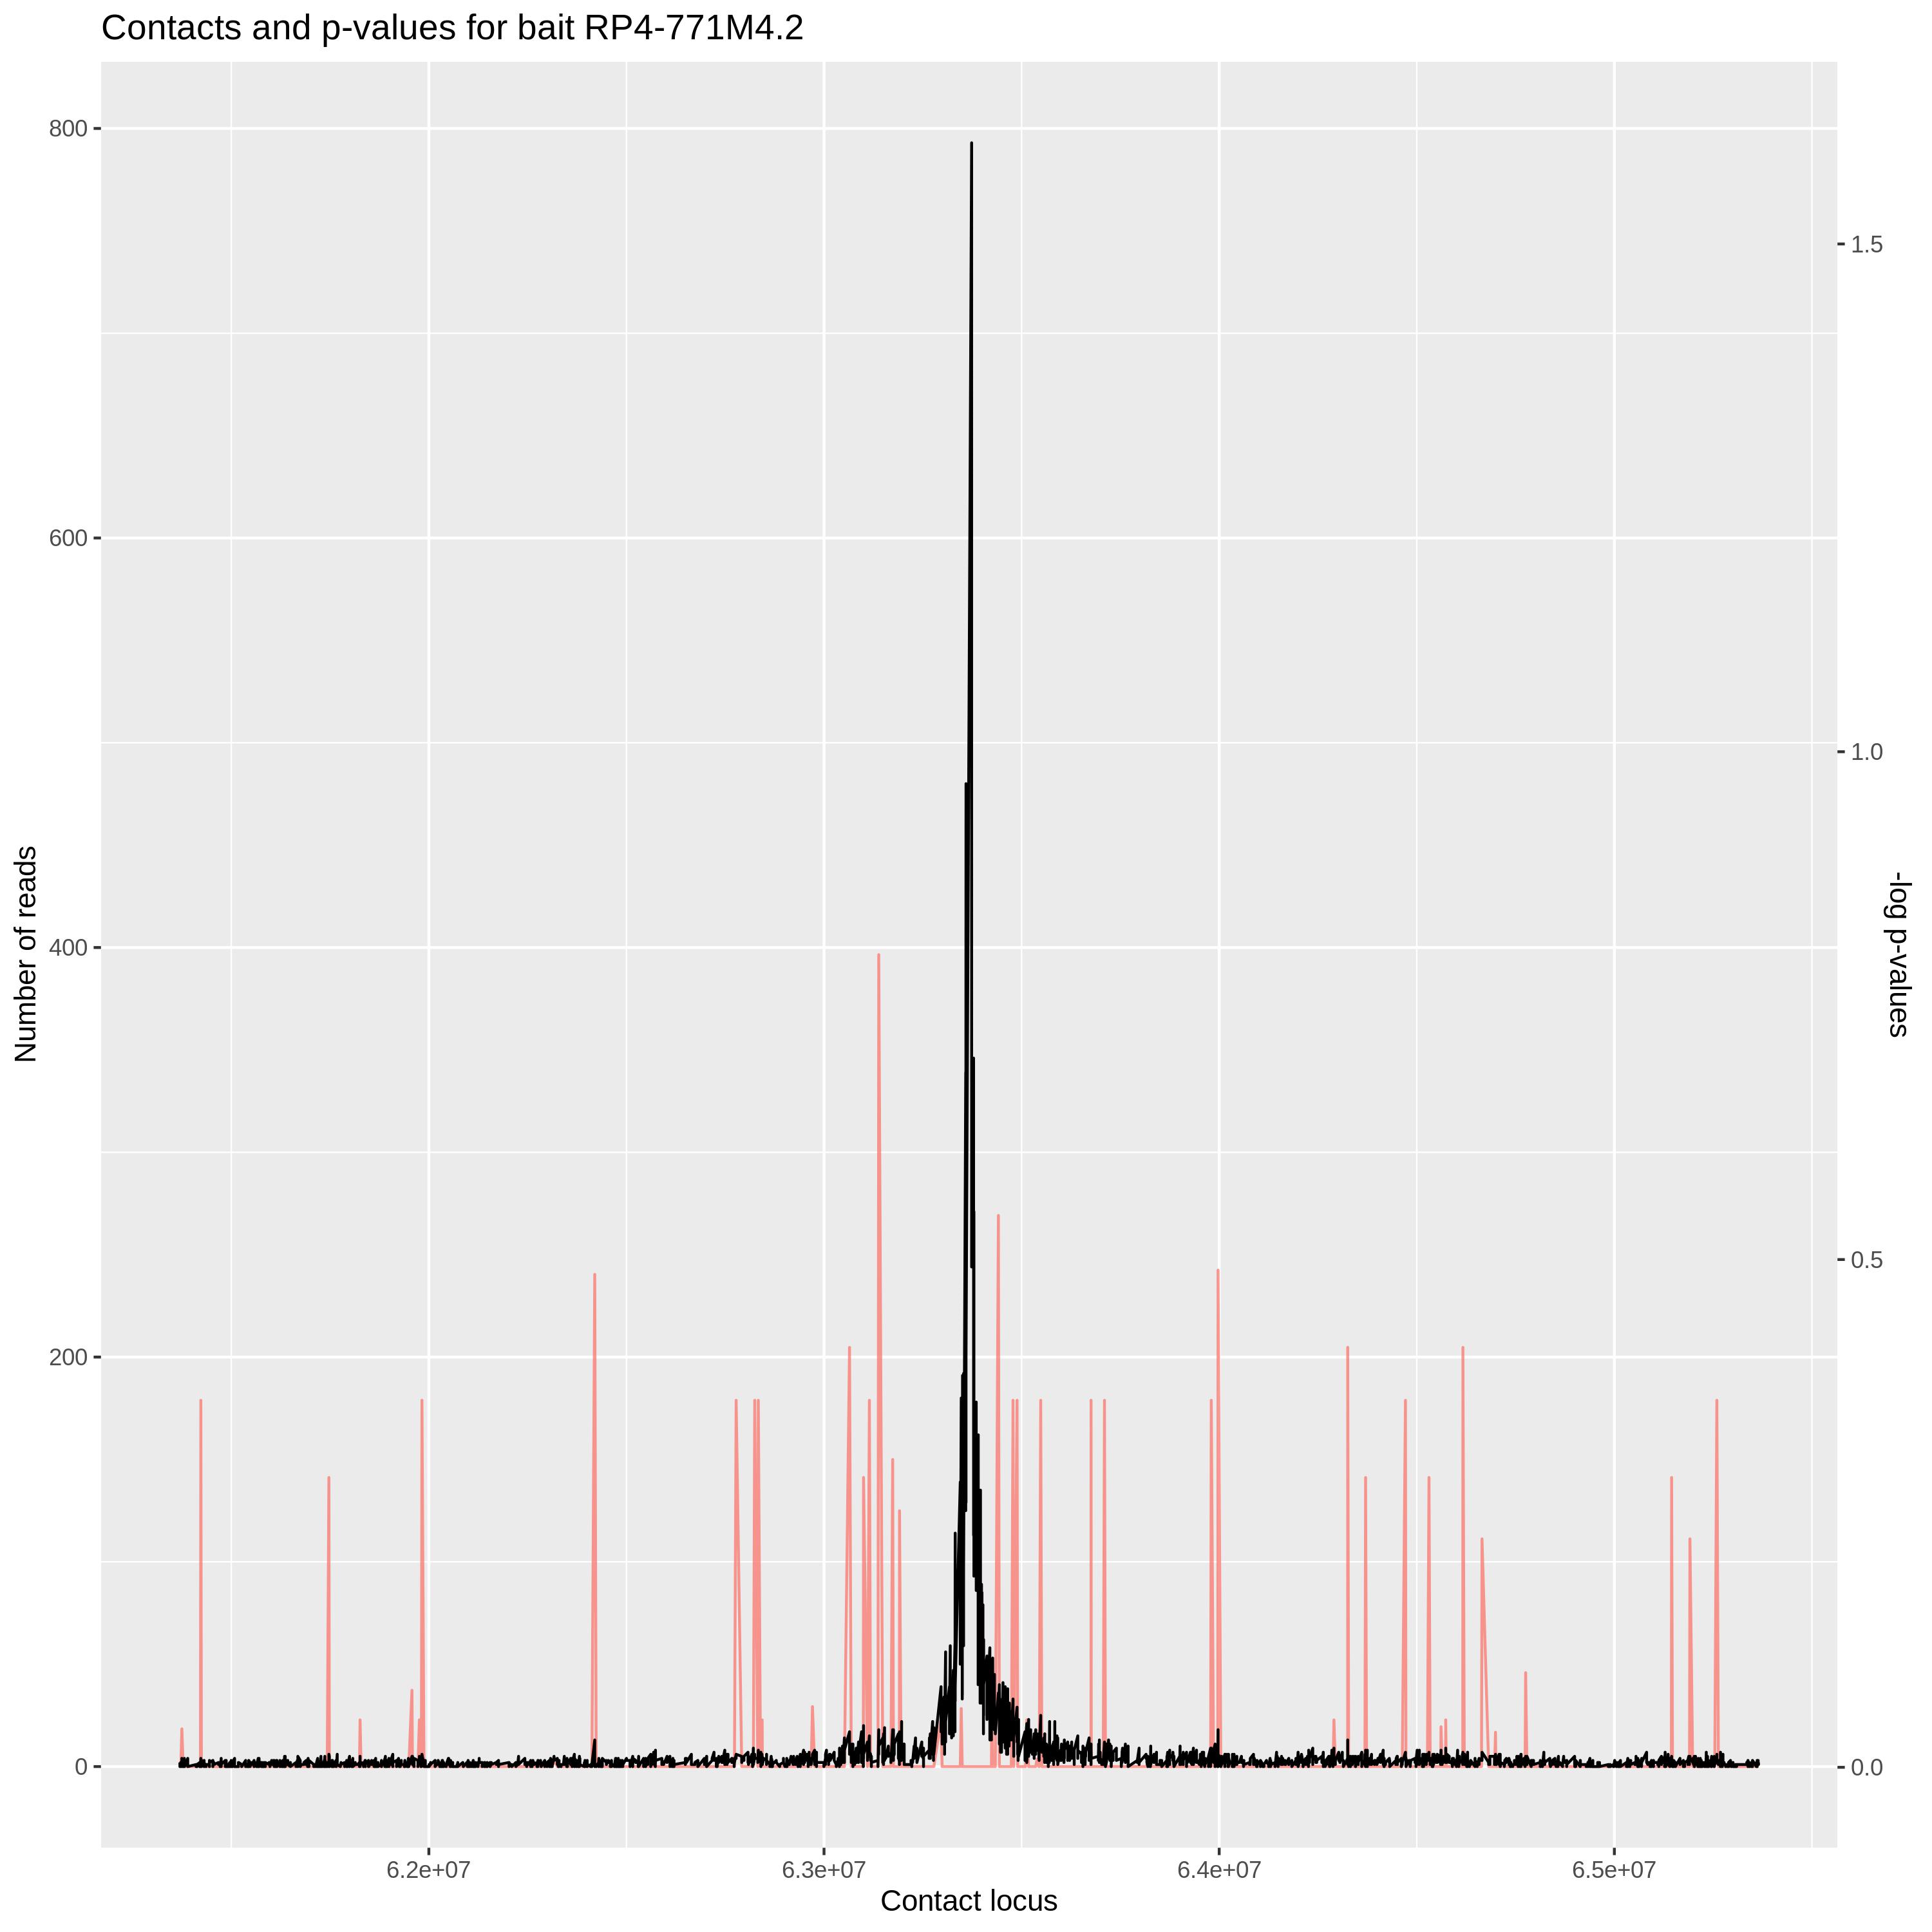 Contacts and p-values for bait RP4-771M4.2
800
600
400
200
0
Number of reads
1.5
1.0
0.5
0.0
-log p-values
6.2e+07
6.3e+07
6.4e+07
6.5e+07
Contact locus